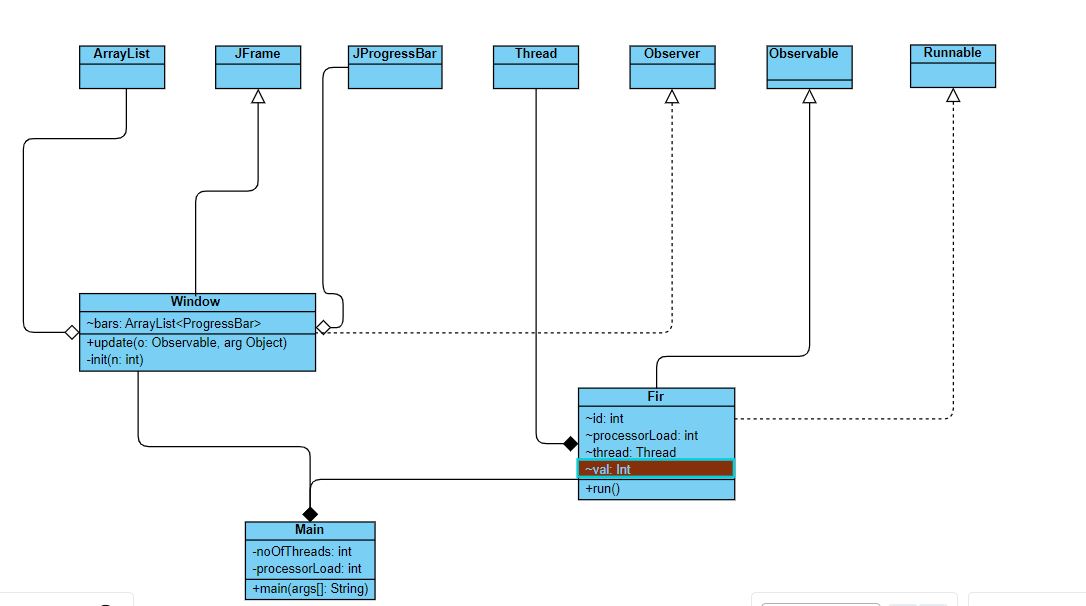 ArrayList
JFrame
JProgressBar
Thread
Observer
Observable
Runnable
Window
~bars: ArrayList<ProgressBar>
+update(o: Observable, arg Object)
-init(n: int)
Fir
~id: int
~processorLoad: int
~thread: Thread
~val: Int
+run()
Main
-noOfThreads: int
-processorLoad: int
+main(args[]: String)